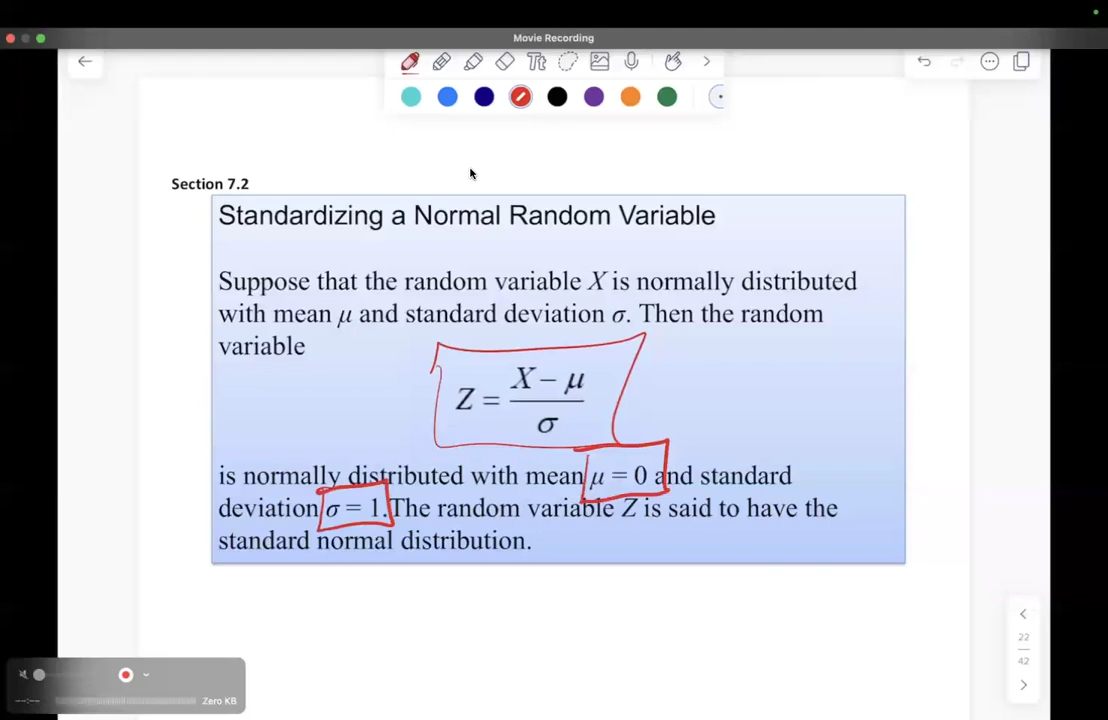 Movie Recording
Tt
Section 7.2
Standardizing a Normal Random Variable
Suppose that the random variable X is normally distributed
with mean μ and standard deviation σ. Then the random
variable
Z = (X − μ) / σ
is normally distributed with mean μ = 0 and standard
deviation σ = 1. The random variable Z is said to have the
standard normal distribution.
22
42
--:--
Zero KB